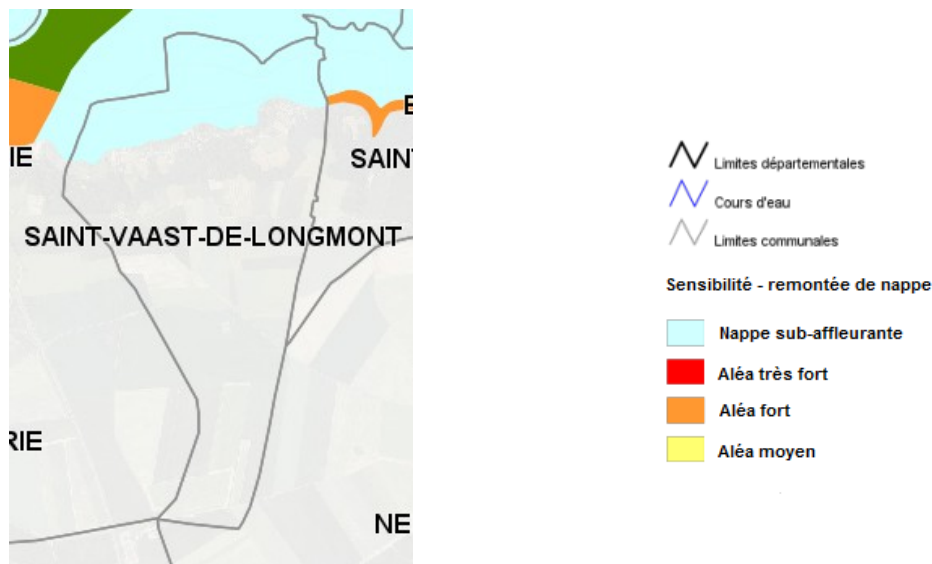 E
IE
SAIN
SAINT-VAAST-DE-LONGMONT
RIE
NE
Limites départementales
Cours d'eau
Limites communales
Sensibilité - remontée de nappe
Nappe sub-affleurante
Aléa très fort
Aléa fort
Aléa moyen